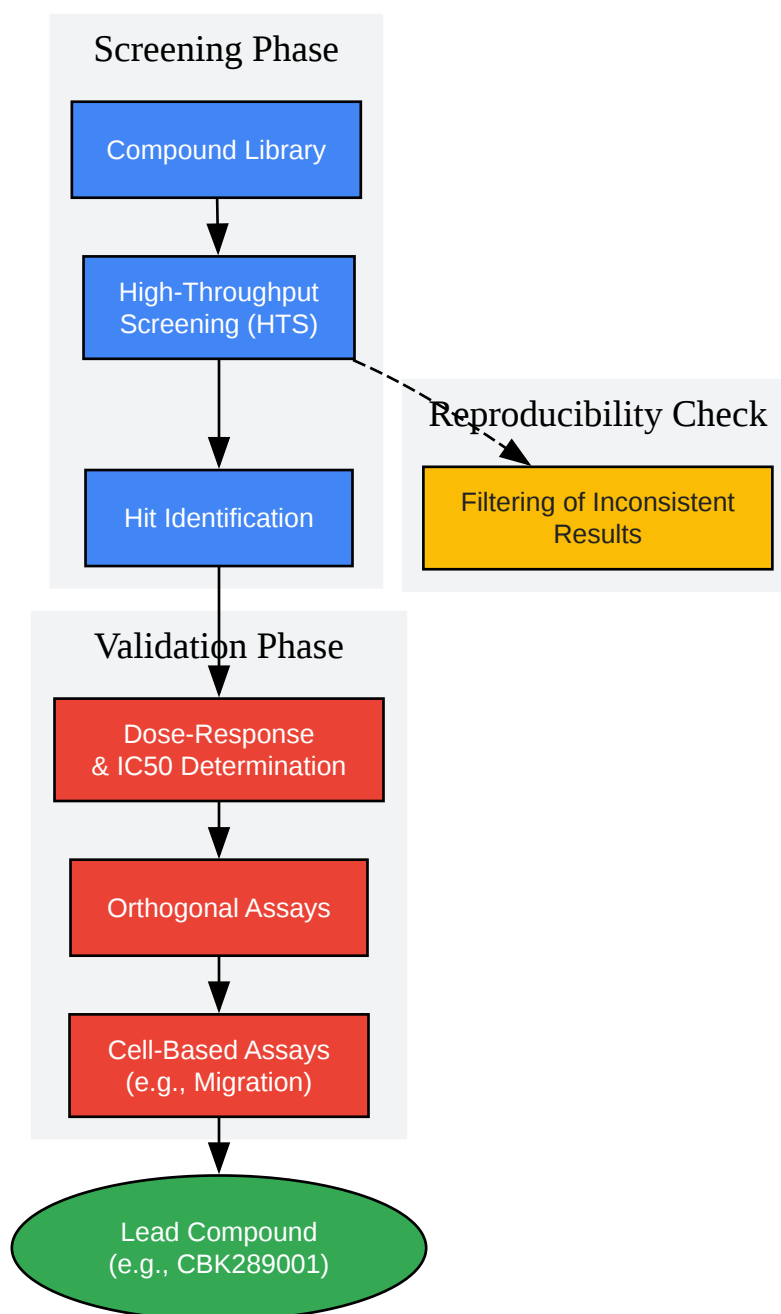 Screening Phase
Compound Library
High-Throughput
Screening (HTS)
Reproducibility Check
Hit Identification
Filtering of Inconsistent
Results
Validation Phase
Dose-Response
& IC50 Determination
Orthogonal Assays
Cell-Based Assays
(e.g., Migration)
Lead Compound
(e.g., CBK289001)